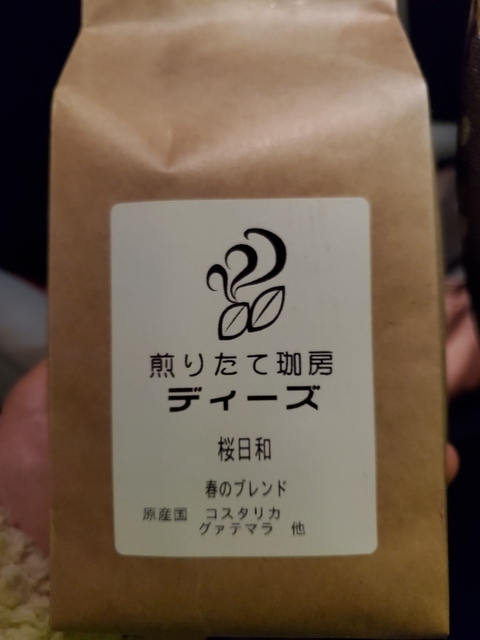 煎りたて珈房
ディーズ
桜日和
春のブレンド
原産国 コスタリカ
グァテマラ 他